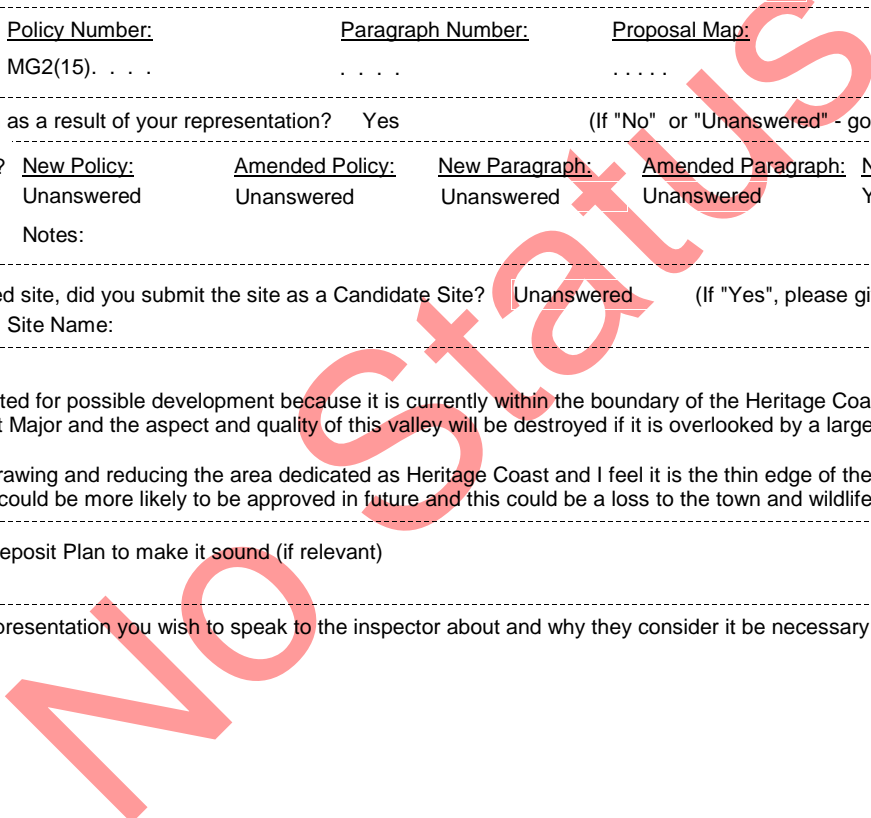 Policy Number: Paragraph Number: Proposal Map:
MG2(15). . . . . . . . . . . . .
as a result of your representation? Yes (If "No" or "Unanswered" - go
? New Policy: Amended Policy: New Paragraph: Amended Paragraph: N
Unanswered Unanswered Unanswered Unanswered Y
Notes:
ed site, did you submit the site as a Candidate Site? Unanswered (If "Yes", please gi
Site Name:
ted for possible development because it is currently within the boundary of the Heritage Coa
t Major and the aspect and quality of this valley will be destroyed if it is overlooked by a large
rawing and reducing the area dedicated as Heritage Coast and I feel it is the thin edge of the
could be more likely to be approved in future and this could be a loss to the town and wildlife
eposit Plan to make it sound (if relevant)
presentation you wish to speak to the inspector about and why they consider it be necessary
No Status